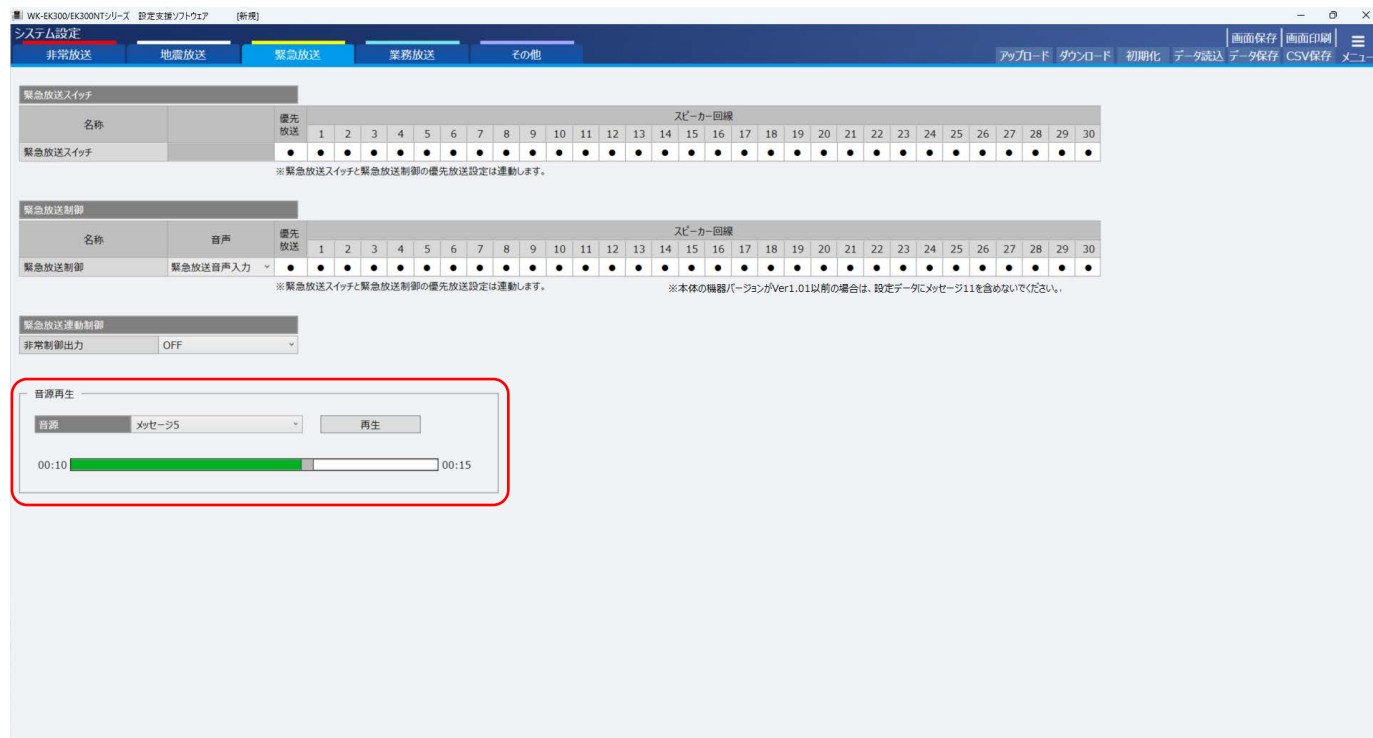 WK-EK300/EK300NTシリーズ 設定支援ソフトウェア [新規]
システム設定
画面保存 画面印刷
非常放送 地震放送 緊急放送 業務放送 その他 アップロード ダウンロード 初期化 データ読込 データ保存 CSV保存 メニュー
緊急放送スイッチ
名称 優先放送 スピーカー回線
1 2 3 4 5 6 7 8 9 10 11 12 13 14 15 16 17 18 19 20 21 22 23 24 25 26 27 28 29 30
緊急放送スイッチ ● ● ● ● ● ● ● ● ● ● ● ● ● ● ● ● ● ● ● ● ● ● ● ● ● ● ● ● ● ● ●
※緊急放送スイッチと緊急放送制御の優先放送設定は連動します。
緊急放送制御
名称 音声 優先放送 スピーカー回線
1 2 3 4 5 6 7 8 9 10 11 12 13 14 15 16 17 18 19 20 21 22 23 24 25 26 27 28 29 30
緊急放送制御 緊急放送音声入力 ● ● ● ● ● ● ● ● ● ● ● ● ● ● ● ● ● ● ● ● ● ● ● ● ● ● ● ● ● ● ●
※緊急放送スイッチと緊急放送制御の優先放送設定は連動します。 ※本体の機器バージョンがVer1.01以前の場合は、設定データにメッセージ11を含めないでください。
緊急放送連動制御
非常制御出力 OFF
音源再生
音源 メッセージ5 再生
00:10 00:15